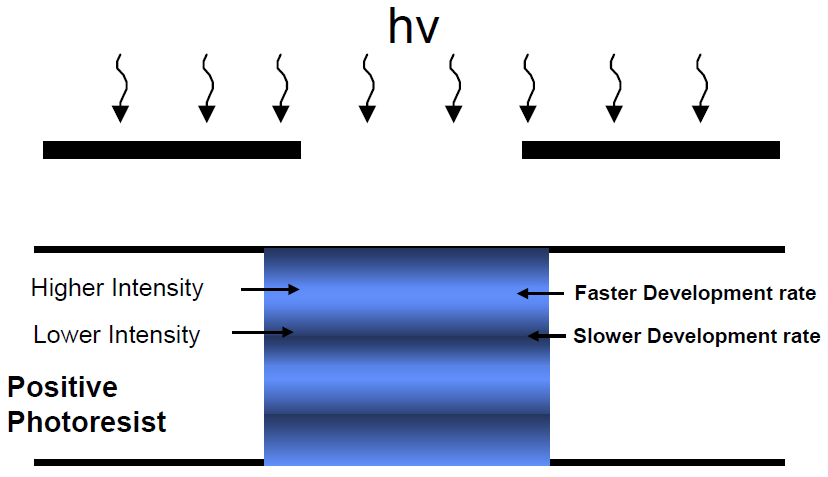 hν
Higher Intensity
Faster Development rate
Lower Intensity
Slower Development rate
Positive
Photoresist